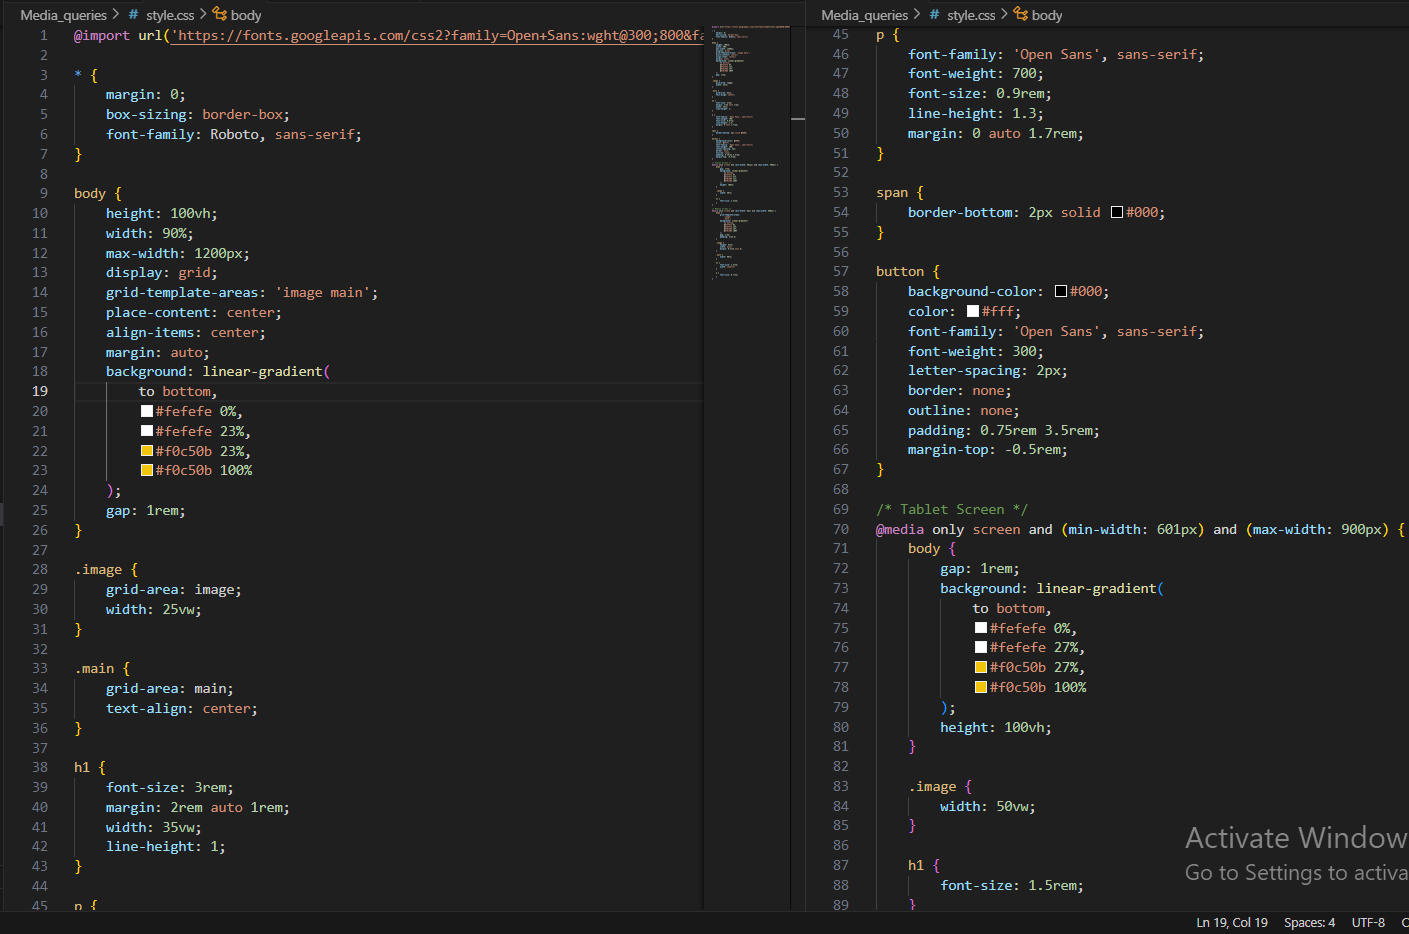 Media_queries > # style.css > body
1 @import url('https://fonts.googleapis.com/css2?family=Open+Sans:wght@300;800&fa
2
3 * {
4 margin: 0;
5 box-sizing: border-box;
6 font-family: Roboto, sans-serif;
7 }
8
9 body {
10 height: 100vh;
11 width: 90%;
12 max-width: 1200px;
13 display: grid;
14 grid-template-areas: 'image main';
15 place-content: center;
16 align-items: center;
17 margin: auto;
18 background: linear-gradient(
19 to bottom,
20 #fefefe 0%,
21 #fefefe 23%,
22 #f0c50b 23%,
23 #f0c50b 100%
24 );
25 gap: 1rem;
26 }
27
28 .image {
29 grid-area: image;
30 width: 25vw;
31 }
32
33 .main {
34 grid-area: main;
35 text-align: center;
36 }
37
38 h1 {
39 font-size: 3rem;
40 margin: 2rem auto 1rem;
41 width: 35vw;
42 line-height: 1;
43 }
44
45 p {
Media_queries > # style.css > body
45 p {
46 font-family: 'Open Sans', sans-serif;
47 font-weight: 700;
48 font-size: 0.9rem;
49 line-height: 1.3;
50 margin: 0 auto 1.7rem;
51 }
52
53 span {
54 border-bottom: 2px solid #000;
55 }
56
57 button {
58 background-color: #000;
59 color: #fff;
60 font-family: 'Open Sans', sans-serif;
61 font-weight: 300;
62 letter-spacing: 2px;
63 border: none;
64 outline: none;
65 padding: 0.75rem 3.5rem;
66 margin-top: -0.5rem;
67 }
68
69 /* Tablet Screen */
70 @media only screen and (min-width: 601px) and (max-width: 900px) {
71 body {
72 gap: 1rem;
73 background: linear-gradient(
74 to bottom,
75 #fefefe 0%,
76 #fefefe 27%,
77 #f0c50b 27%,
78 #f0c50b 100%
79 );
80 height: 100vh;
81 }
82
83 .image {
84 width: 50vw;
85 }
86
87 h1 {
88 font-size: 1.5rem;
89 }
Activate Window
Go to Settings to activa
Ln 19, Col 19 Spaces: 4 UTF-8